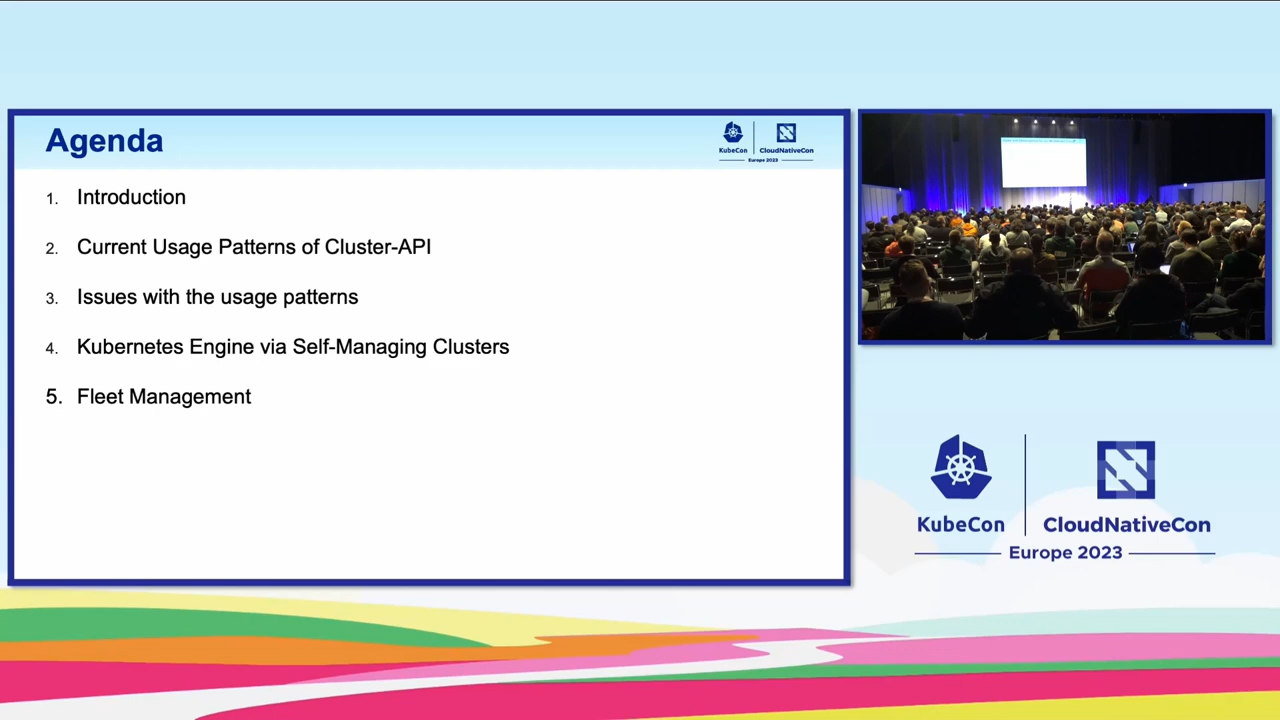 Agenda
KubeCon
CloudNativeCon
Europe 2023
1. Introduction
2. Current Usage Patterns of Cluster-API
3. Issues with the usage patterns
4. Kubernetes Engine via Self-Managing Clusters
5. Fleet Management
KubeCon
CloudNativeCon
Europe 2023